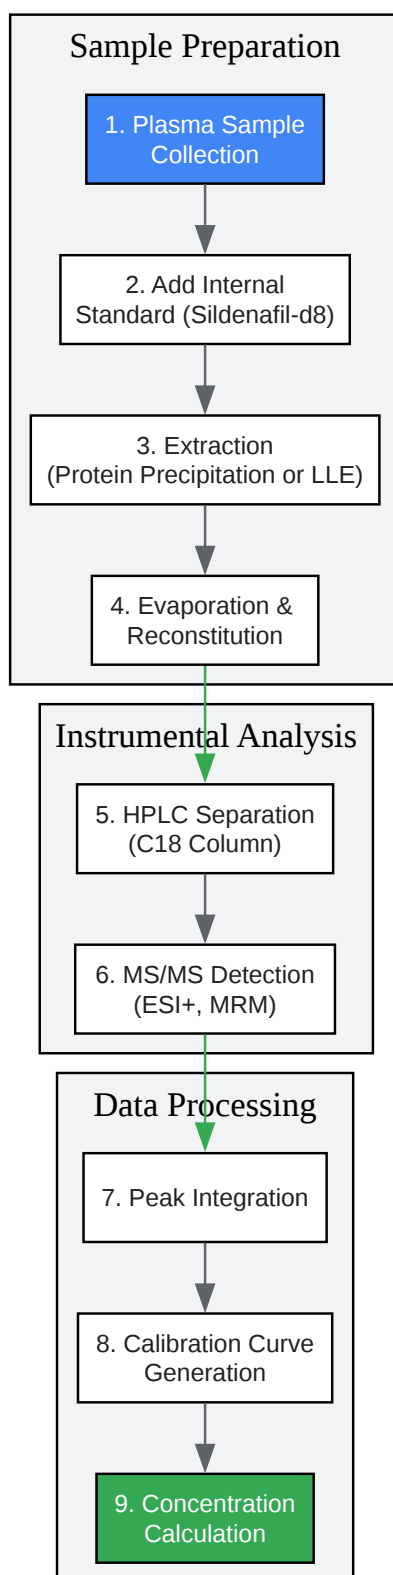 Sample Preparation
1. Plasma Sample
Collection
2. Add Internal
Standard (Sildenafil-d8)
3. Extraction
(Protein Precipitation or LLE)
4. Evaporation &
Reconstitution
Instrumental Analysis
5. HPLC Separation
(C18 Column)
6. MS/MS Detection
(ESI+, MRM)
Data Processing
7. Peak Integration
8. Calibration Curve
Generation
9. Concentration
Calculation